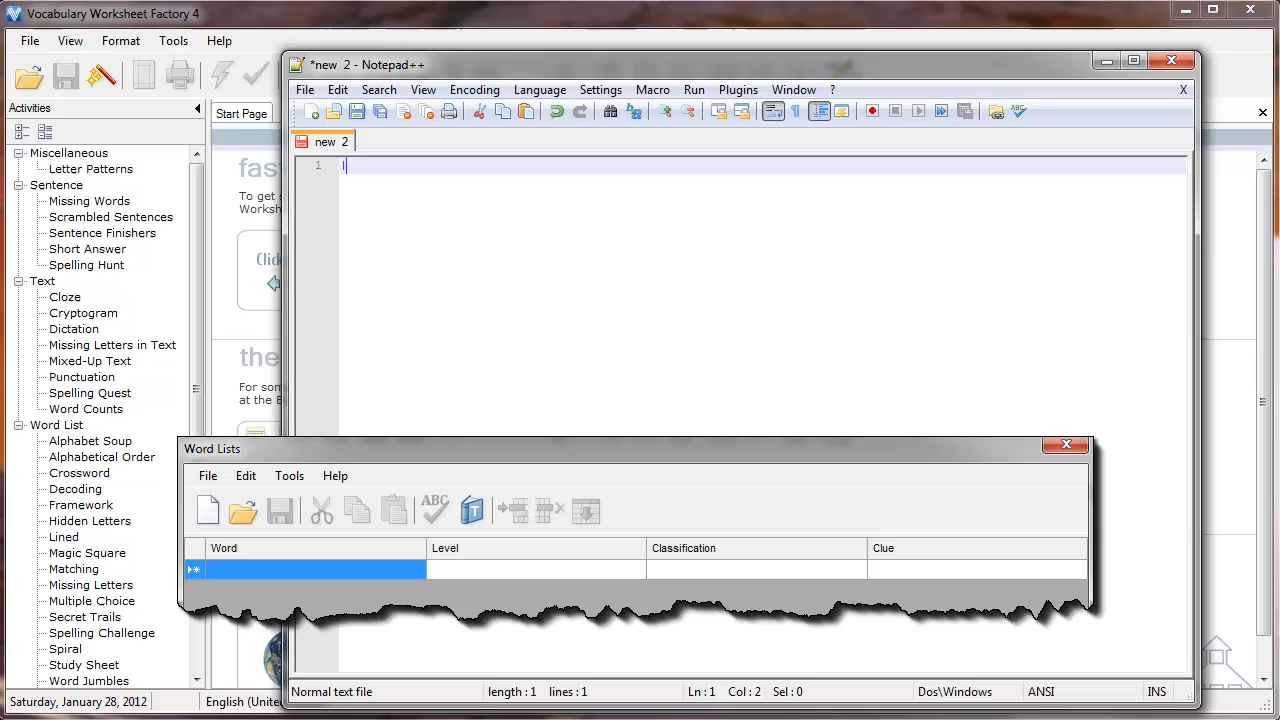 Vocabulary Worksheet Factory 4
File View Format Tools Help
Activities
Miscellaneous
Letter Patterns
Sentence
Missing Words
Scrambled Sentences
Sentence Finishers
Short Answer
Spelling Hunt
Text
Cloze
Cryptogram
Dictation
Missing Letters in Text
Mixed-Up Text
Punctuation
Spelling Quest
Word Counts
Word List
Alphabet Soup
Alphabetical Order
Crossword
Decoding
Framework
Hidden Letters
Lined
Magic Square
Matching
Missing Letters
Multiple Choice
Secret Trails
Spelling Challenge
Spiral
Study Sheet
Word Jumbles
Saturday, January 28, 2012
English (Unite
Start Page
fas
To get s
Worksh
Clic
the
For som
at the B
*new 2 - Notepad++
File Edit Search View Encoding Language Settings Macro Run Plugins Window ? X
new 2
1
Normal text file length:1 lines:1 Ln:1 Col:2 Sel:0 Dos\Windows ANSI INS
Word Lists
File Edit Tools Help
ABC T
Word Level Classification Clue